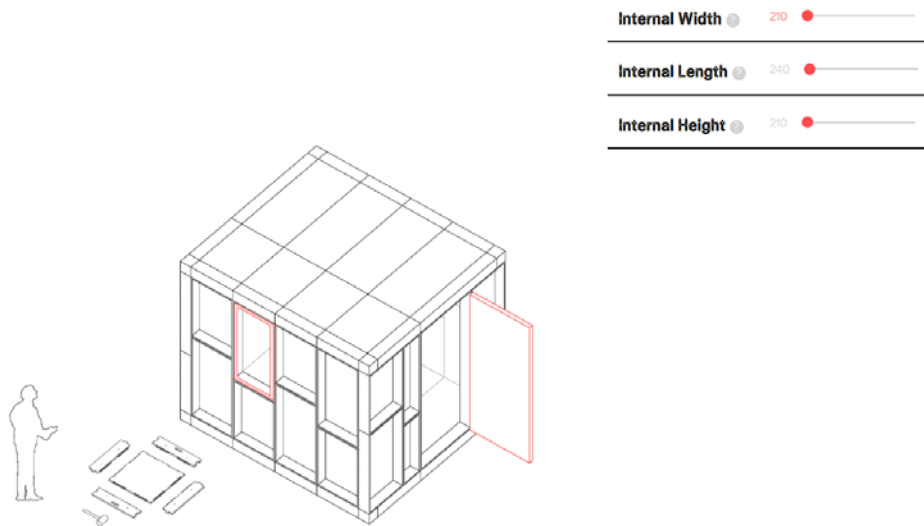 Internal Width ? 210
Internal Length ? 240
Internal Height ? 210